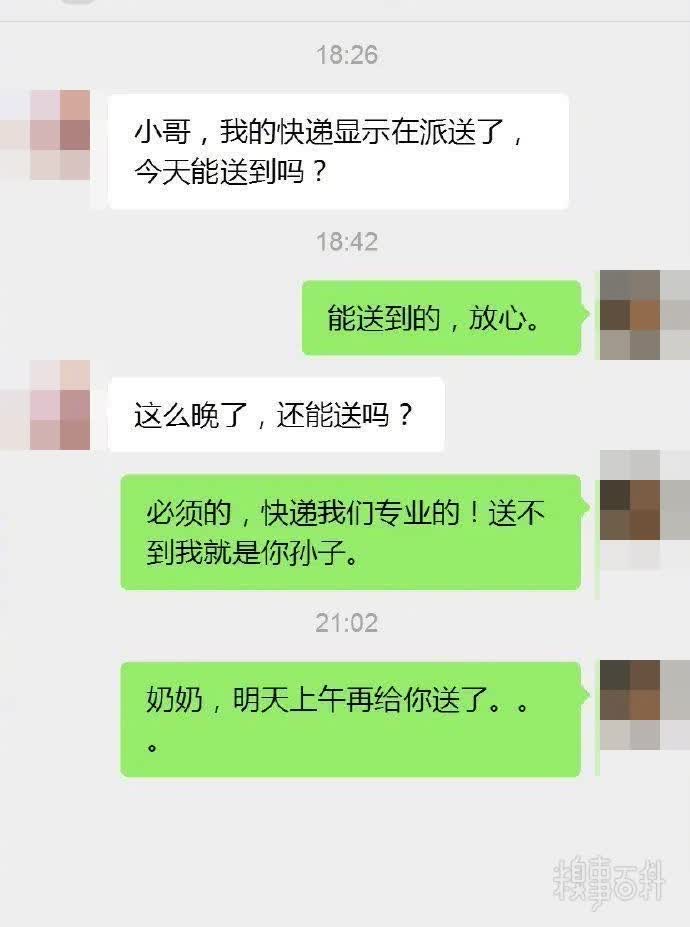 18:26
小哥，我的快递显示在派送了，
今天能送到吗？
18:42
能送到的，放心。
这么晚了，还能送吗？
必须的，快递我们专业的！送不
到我就是你孙子。
21:02
奶奶，明天上午再给你送了。。
。
糗事百科